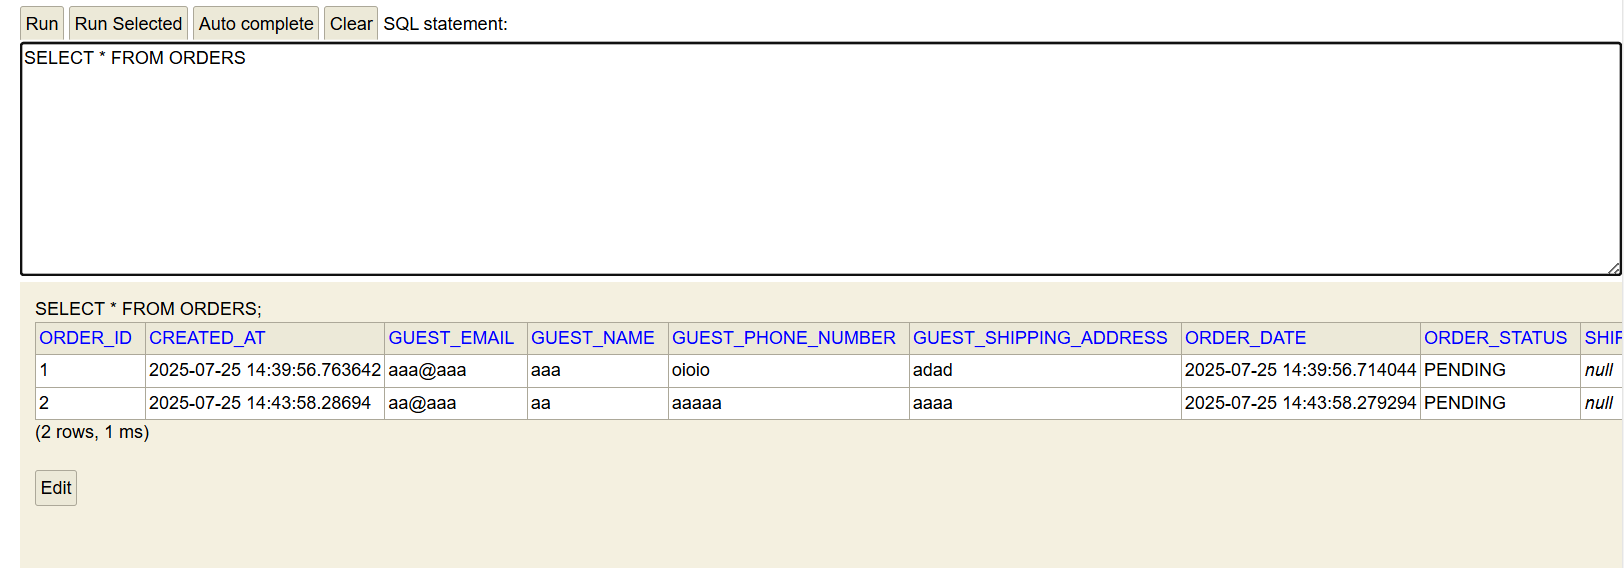 Run Run Selected Auto complete Clear SQL statement:
SELECT * FROM ORDERS
SELECT * FROM ORDERS;
ORDER_ID CREATED_AT GUEST_EMAIL GUEST_NAME GUEST_PHONE_NUMBER GUEST_SHIPPING_ADDRESS ORDER_DATE ORDER_STATUS
1 2025-07-25 14:39:56.763642 aaa@aaa aaa oioio adad 2025-07-25 14:39:56.714044 PENDING null
2 2025-07-25 14:43:58.28694 aa@aaa aa aaaaa aaaa 2025-07-25 14:43:58.279294 PENDING null
(2 rows, 1 ms)
Edit